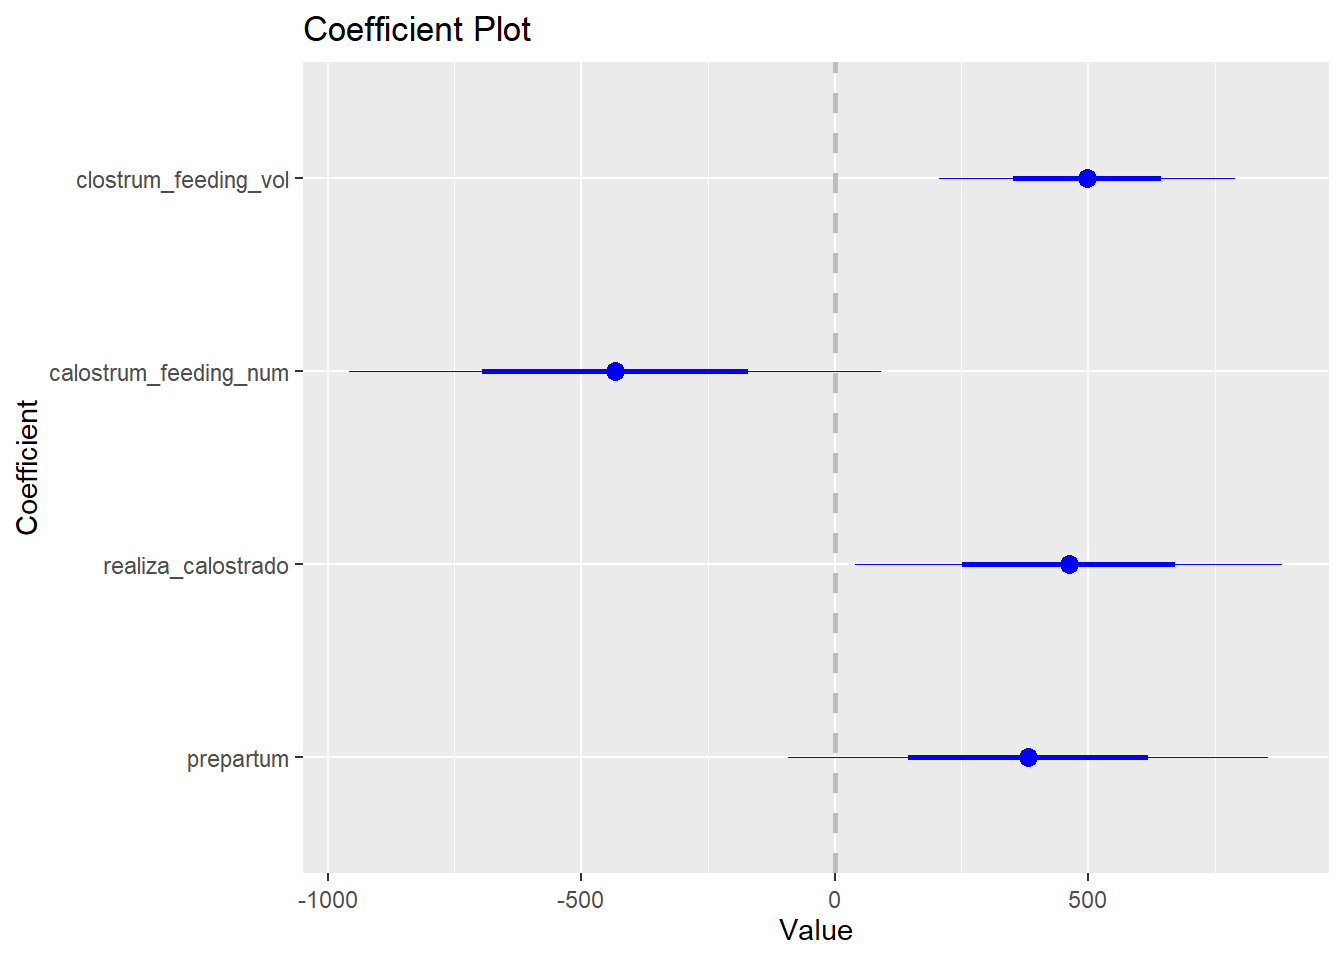 Coefficient Plot
clostrum_feeding_vol
calostrum_feeding_num
realiza_calostrado
prepartum
Coefficient
-1000
-500
0
500
Value